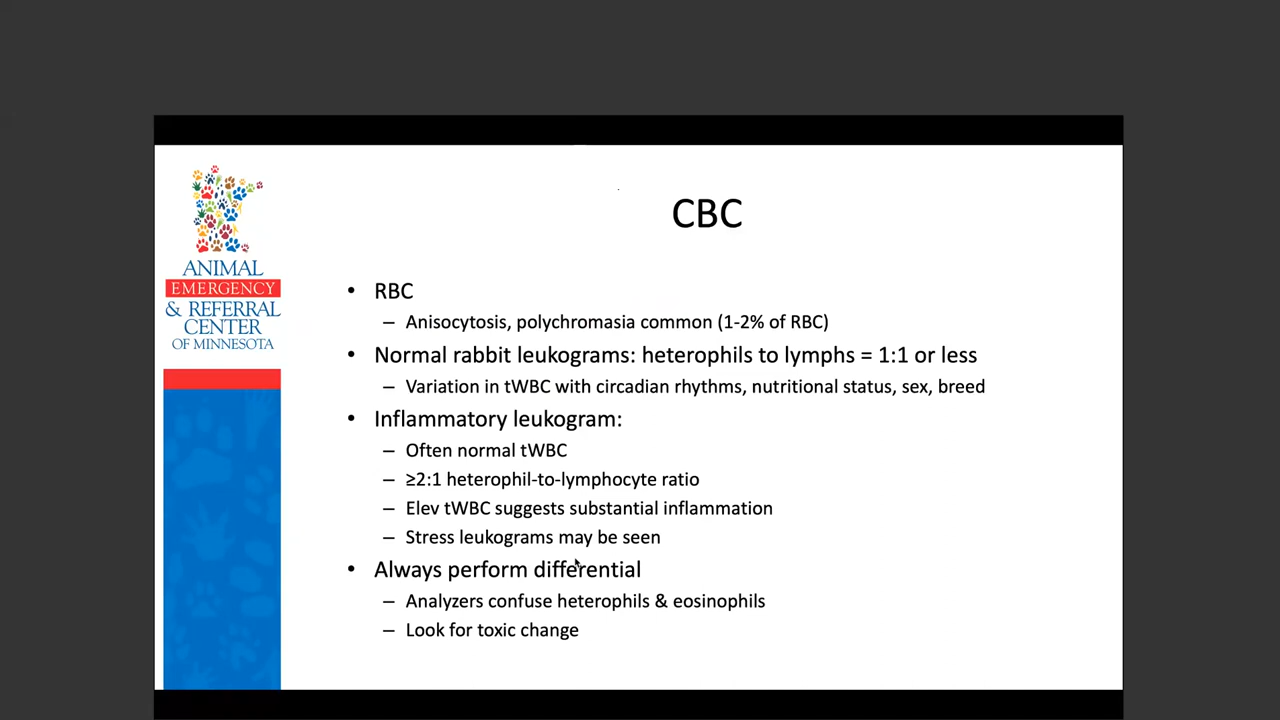 ANIMAL
EMERGENCY
& REFERRAL
CENTER
OF MINNESOTA
CBC
• RBC
– Anisocytosis, polychromasia common (1-2% of RBC)
• Normal rabbit leukograms: heterophils to lymphs = 1:1 or less
– Variation in tWBC with circadian rhythms, nutritional status, sex, breed
• Inflammatory leukogram:
– Often normal tWBC
– ≥2:1 heterophil-to-lymphocyte ratio
– Elev tWBC suggests substantial inflammation
– Stress leukograms may be seen
• Always perform differential
– Analyzers confuse heterophils & eosinophils
– Look for toxic change